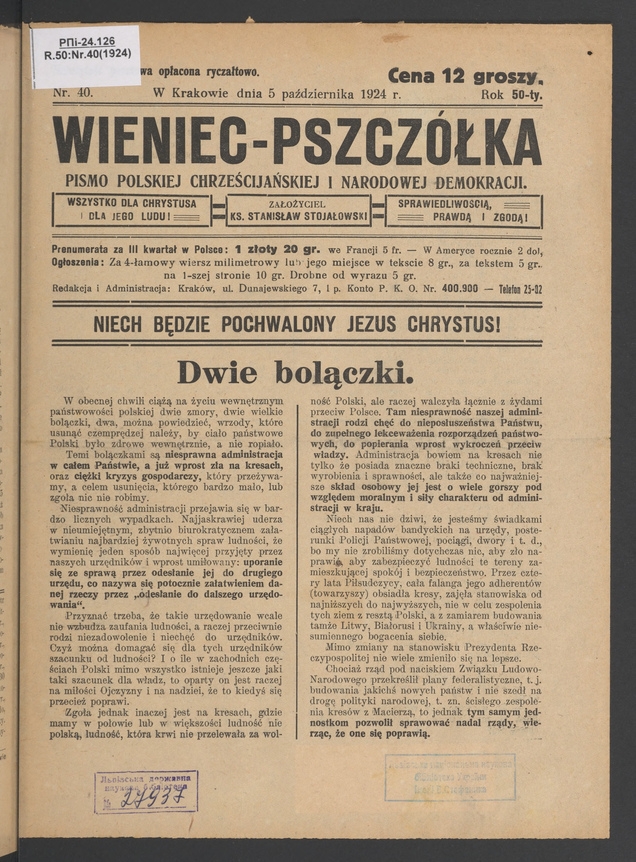 РПі-24.126
R.50:Nr.40(1924)
wa opłacona ryczałtowo.
Cena 12 groszy.
Nr. 40.
W Krakowie dnia 5 października 1924 r.
Rok 50-ty.
WIENIEC-PSZCZÓŁKA
PISMO POLSKIEJ CHRZEŚCIJAŃSKIEJ I NARODOWEJ DEMOKRACJI.
WSZYSTKO DLA CHRYSTUSA
I DLA JEGO LUDU!
ZAŁOŻYCIEL
KS. STANISŁAW STOJAŁOWSKI
SPRAWIEDLIWOŚCIĄ,
PRAWDĄ I ZGODĄ!
Prenumerata za III kwartał w Polsce: 1 złoty 20 gr. we Francji 5 fr. — W Ameryce rocznie 2 dol,
Ogłoszenia: Za 4-łamowy wiersz milimetrowy lub jego miejsce w tekscie 8 gr., za tekstem 5 gr..
na 1-szej stronie 10 gr. Drobne od wyrazu 5 gr.
Redakcja i Administracja: Kraków, ul. Dunajewskiego 7, I p. Konto P. K. O. Nr. 400.900 — Telefon 25-82
NIECH BĘDZIE POCHWALONY JEZUS CHRYSTUS!
Dwie bolączki.
W obecnej chwili ciążą na życiu wewnętrznym
państwowości polskiej dwie zmory, dwie wielkie
bolączki, dwa, można powiedzieć, wrzody, które
usunąć czemprędzej należy, by ciało państwowe
Polski było zdrowe wewnętrznie, a nie ropiało.
Temi bolączkami są niesprawna administracja
w całem Państwie, a już wprost zła na kresach,
oraz ciężki kryzys gospodarczy, który przeżywa-
my, a celem usunięcia, którego bardzo mało, lub
zgoła nic nie robimy.
Niesprawność administracji przejawia się w bar-
dzo licznych wypadkach. Najjaskrawiej uderza
w nieumiejętnym, zbytnio biurokratycznem zała-
twianiu najbardziej żywotnych spraw ludności, że
wymienię jeden sposób najwięcej przyjęty przez
naszych urzędników i wprost umiłowany: uporanie
się ze sprawą przez odesłanie jej do drugiego
urzędu, co nazywa się potocznie załatwieniem da-
nej rzeczy przez „odesłanie do dalszego urzędo-
wania“.
Przyznać trzeba, że takie urzędowanie wcale
nie wzbudza zaufania ludności, a raczej przeciwnie
rodzi niezadowolenie i niechęć do urzędników.
Czyż można domagać się dla tych urzędników
szacunku od ludności? I o ile w zachodnich czę-
ściach Polski mimo wszystko istnieje jeszcze jaki
taki szacunek dla władz, to oparty on jest raczej
na miłości Ojczyzny i na nadziei, że to kiedyś się
przecież poprawi.
Zgoła jednak inaczej jest na kresach, gdzie
mamy w połowie lub w większości ludność nie
polską, ludność, która krwi nie przelewała za wol-
ność Polski, ale raczej walczyła łącznie z żydami
przeciw Polsce. Tam niesprawność naszej admini-
stracji rodzi chęć do nieposłuszeństwa Państwu,
do zupełnego lekceważenia rozporządzeń państwo-
wych, do popierania wprost wykroczeń przeciw
władzy. Administracja bowiem na kresach nie
tylko że posiada znaczne braki techniczne, brak
wyrobienia i sprawności, ale także co najważniej-
sze skład osobowy jej jest o wiele gorszy pod
względem moralnym i siły charakteru od admini-
stracji w kraju.
Niech nas nie dziwi, że jesteśmy świadkami
ciągłych napadów bandyckich na urzędy, poste-
runki Policji Państwowej, pociągi, dwory i t. d.,
bo my nie zrobiliśmy dotychczas nic, aby zło na-
prawić, aby zabezpieczyć ludności te tereny za-
mieszkującej spokój i bezpieczeństwo. Przez czte-
ry lata Piłsudczycy, cała falanga jego adherentów
(towarzyszy) obsiadła kresy, zajęła stanowiska od
najniższych do najwyższych, nie w celu zespolenia
tych ziem z resztą Polski, a z zamiarem budowania
tamże Litwy, Białorusi i Ukrainy, a właściwie nie-
sumiennego bogacenia siebie.
Mimo zmiany na stanowisku Prezydenta Rze-
czypospolitej nie wiele zmieniło się na lepsze.
Chociaż rząd pod naciskiem Związku Ludowo-
Narodowego przekreślił plany federalistyczne, t. j.
budowania jakichś nowych państw i nie szedł na
drogę polityki narodowej, t. zn. ścisłego zespole-
nia kresów z Macierzą, to jednak tym samym jed-
nostkom pozwolił sprawować nadal rządy, wie-
rząc, że one się poprawią.
Львівська державна
№ 27937